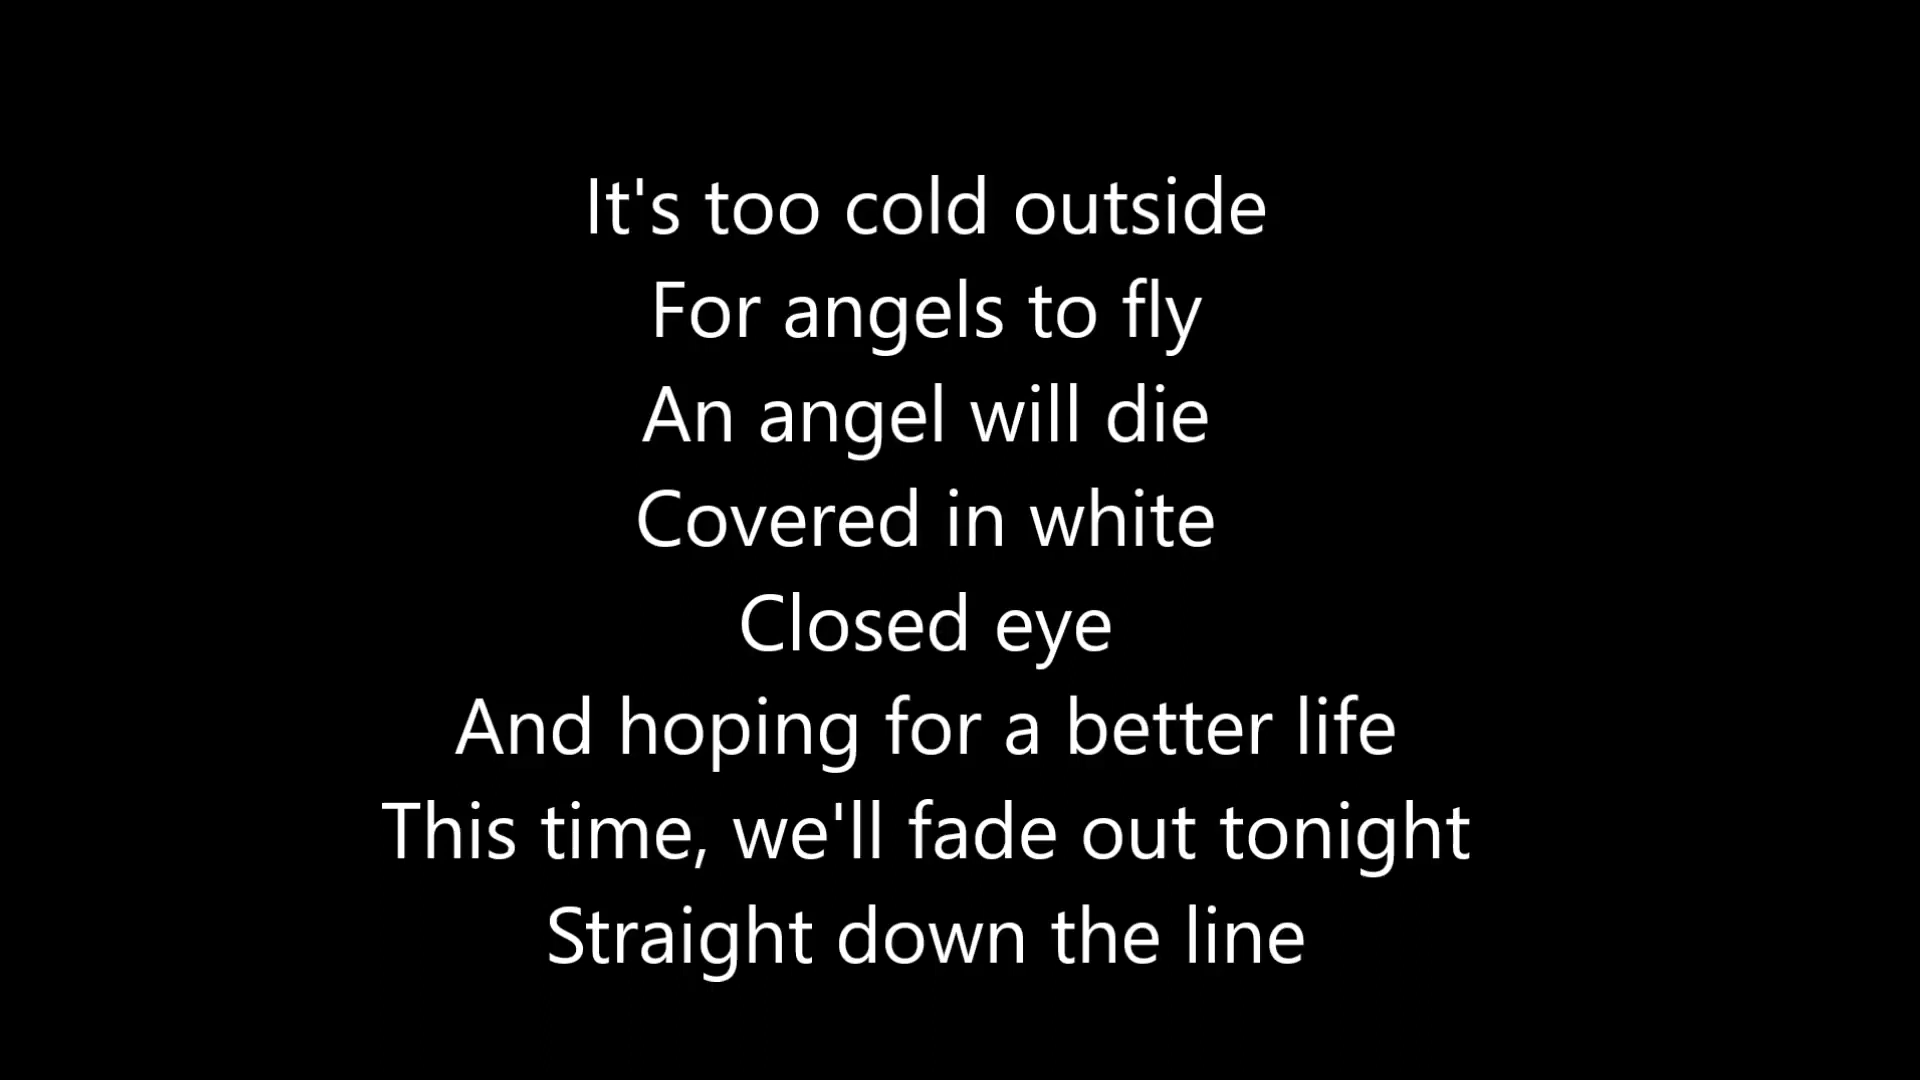 It's too cold outside
For angels to fly
An angel will die
Covered in white
Closed eye
And hoping for a better life
This time, we'll fade out tonight
Straight down the line